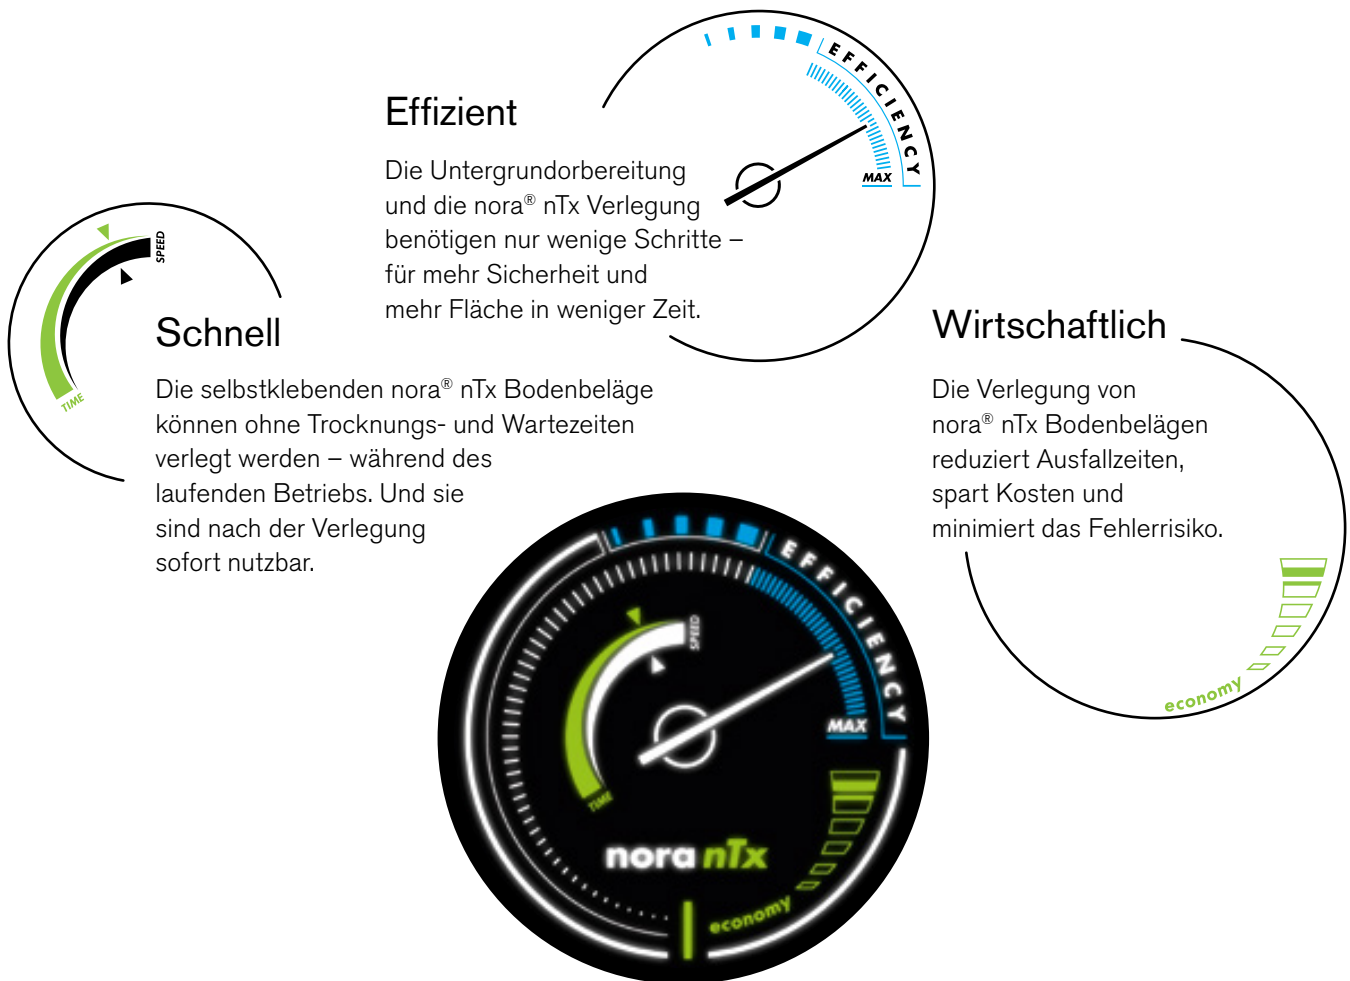 Effizient
Die Untergrundorbereitung
und die nora® nTx Verlegung
benötigen nur wenige Schritte –
für mehr Sicherheit und
mehr Fläche in weniger Zeit.
EFFICIENCY
MAX
SPEED
TIME
Schnell
Die selbstklebenden nora® nTx Bodenbeläge
können ohne Trocknungs- und Wartezeiten
verlegt werden – während des
laufenden Betriebs. Und sie
sind nach der Verlegung
sofort nutzbar.
Wirtschaftlich
Die Verlegung von
nora® nTx Bodenbelägen
reduziert Ausfallzeiten,
spart Kosten und
minimiert das Fehlerrisiko.
economy
EFFICIENCY
SPEED
MAX
TIME
nora nTx
economy